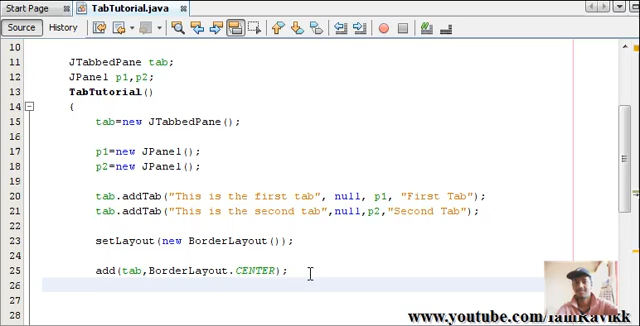 Start Page TabTutorial.java
Source History
10
11 JTabbedPane tab;
12 JPanel p1,p2;
13 TabTutorial()
14 {
15 tab=new JTabbedPane();
16
17 p1=new JPanel();
18 p2=new JPanel();
19
20 tab.addTab("This is the first tab", null, p1, "First Tab");
21 tab.addTab("This is the second tab",null,p2,"Second Tab");
22
23 setLayout(new BorderLayout());
24
25 add(tab,BorderLayout.CENTER);
26
27
28
www.youtube.com/IamRavikk